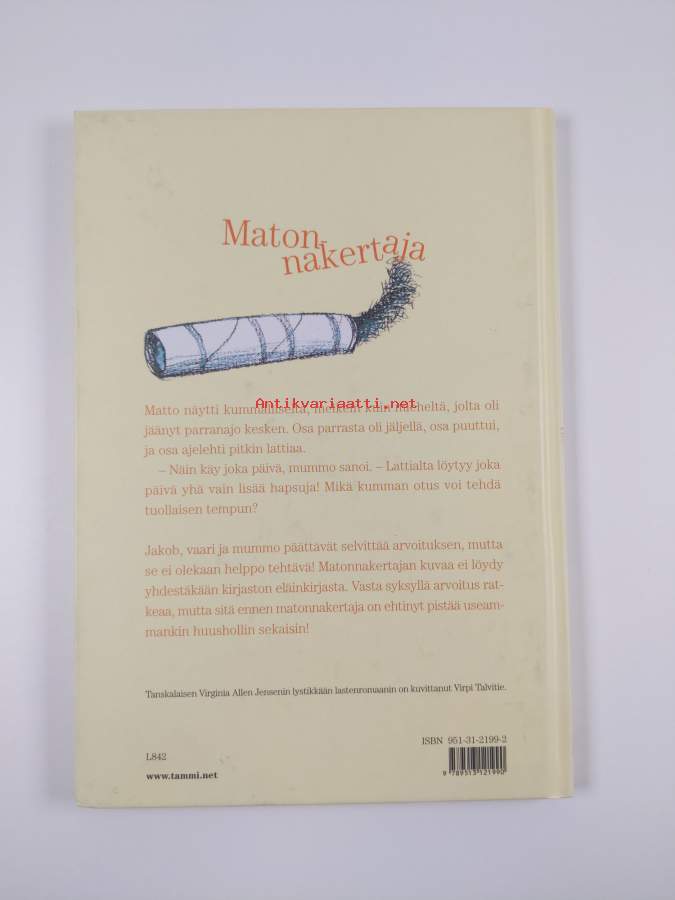 Maton-
nakertaja
Antikvariaatti.net
Matto näytti kummalliselta, melkein kuin mieheltä, jolta oli
jäänyt parranajo kesken. Osa parrasta oli jäljellä, osa puuttui,
ja osa ajelehti pitkin lattiaa.
– Näin käy joka päivä, mummo sanoi. – Lattialta löytyy joka
päivä yhä vain lisää hapsuja! Mikä kumman otus voi tehdä
tuollaisen tempun?
Jakob, vaari ja mummo päättävät selvittää arvoituksen, mutta
se ei olekaan helppo tehtävä! Matonnakertajan kuvaa ei löydy
yhdestäkään kirjaston eläinkirjasta. Vasta syksyllä arvoitus rat-
keaa, mutta sitä ennen matonnakertaja on ehtinyt pistää useam-
mankin huushollin sekaisin!
Tanskalaisen Virginia Allen Jensenin lystikkään lastenromaanin on kuvittanut Virpi Talvitie.
ISBN 951-31-2199-2
L842
www.tammi.net
9 789513 121990